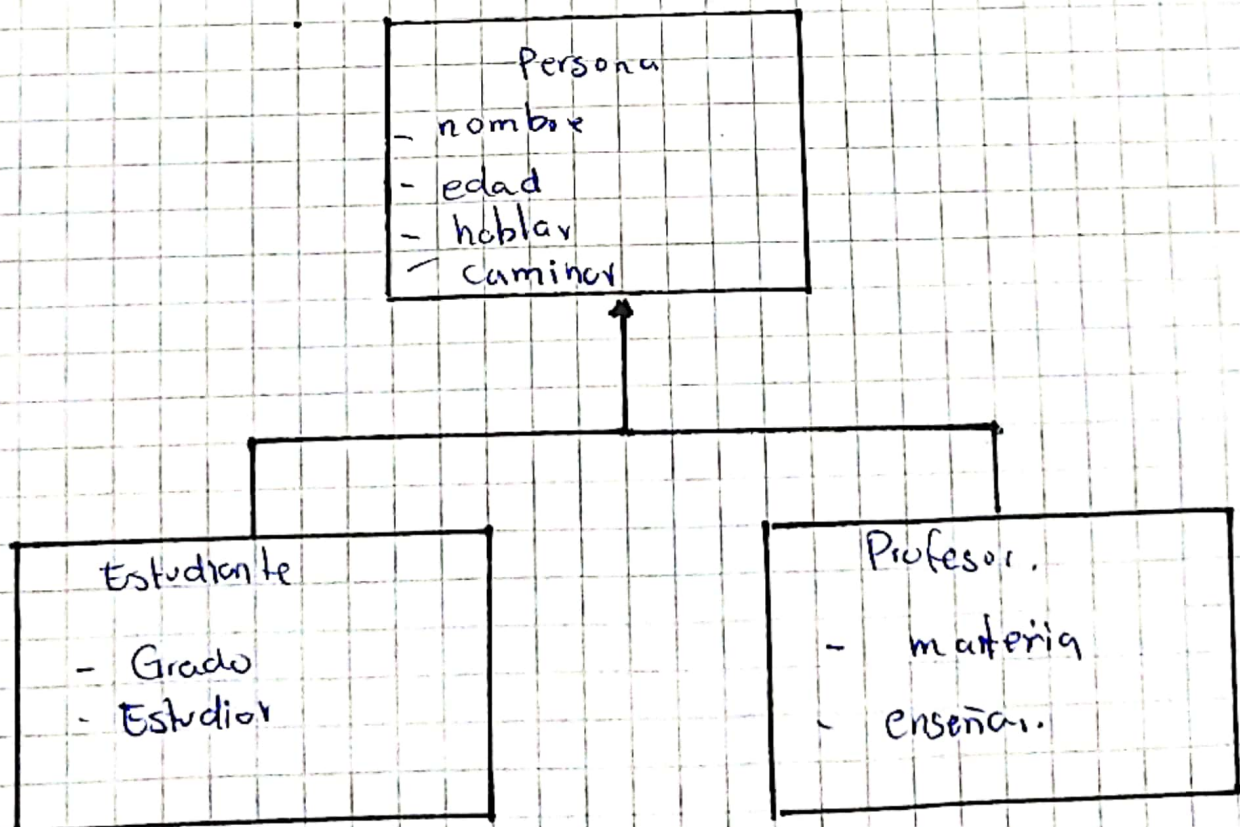 Persona
- nombre
- edad
- hablar
- caminar
Estudiante
- Grado
- Estudiar
Profesor.
- materia
- enseñar.